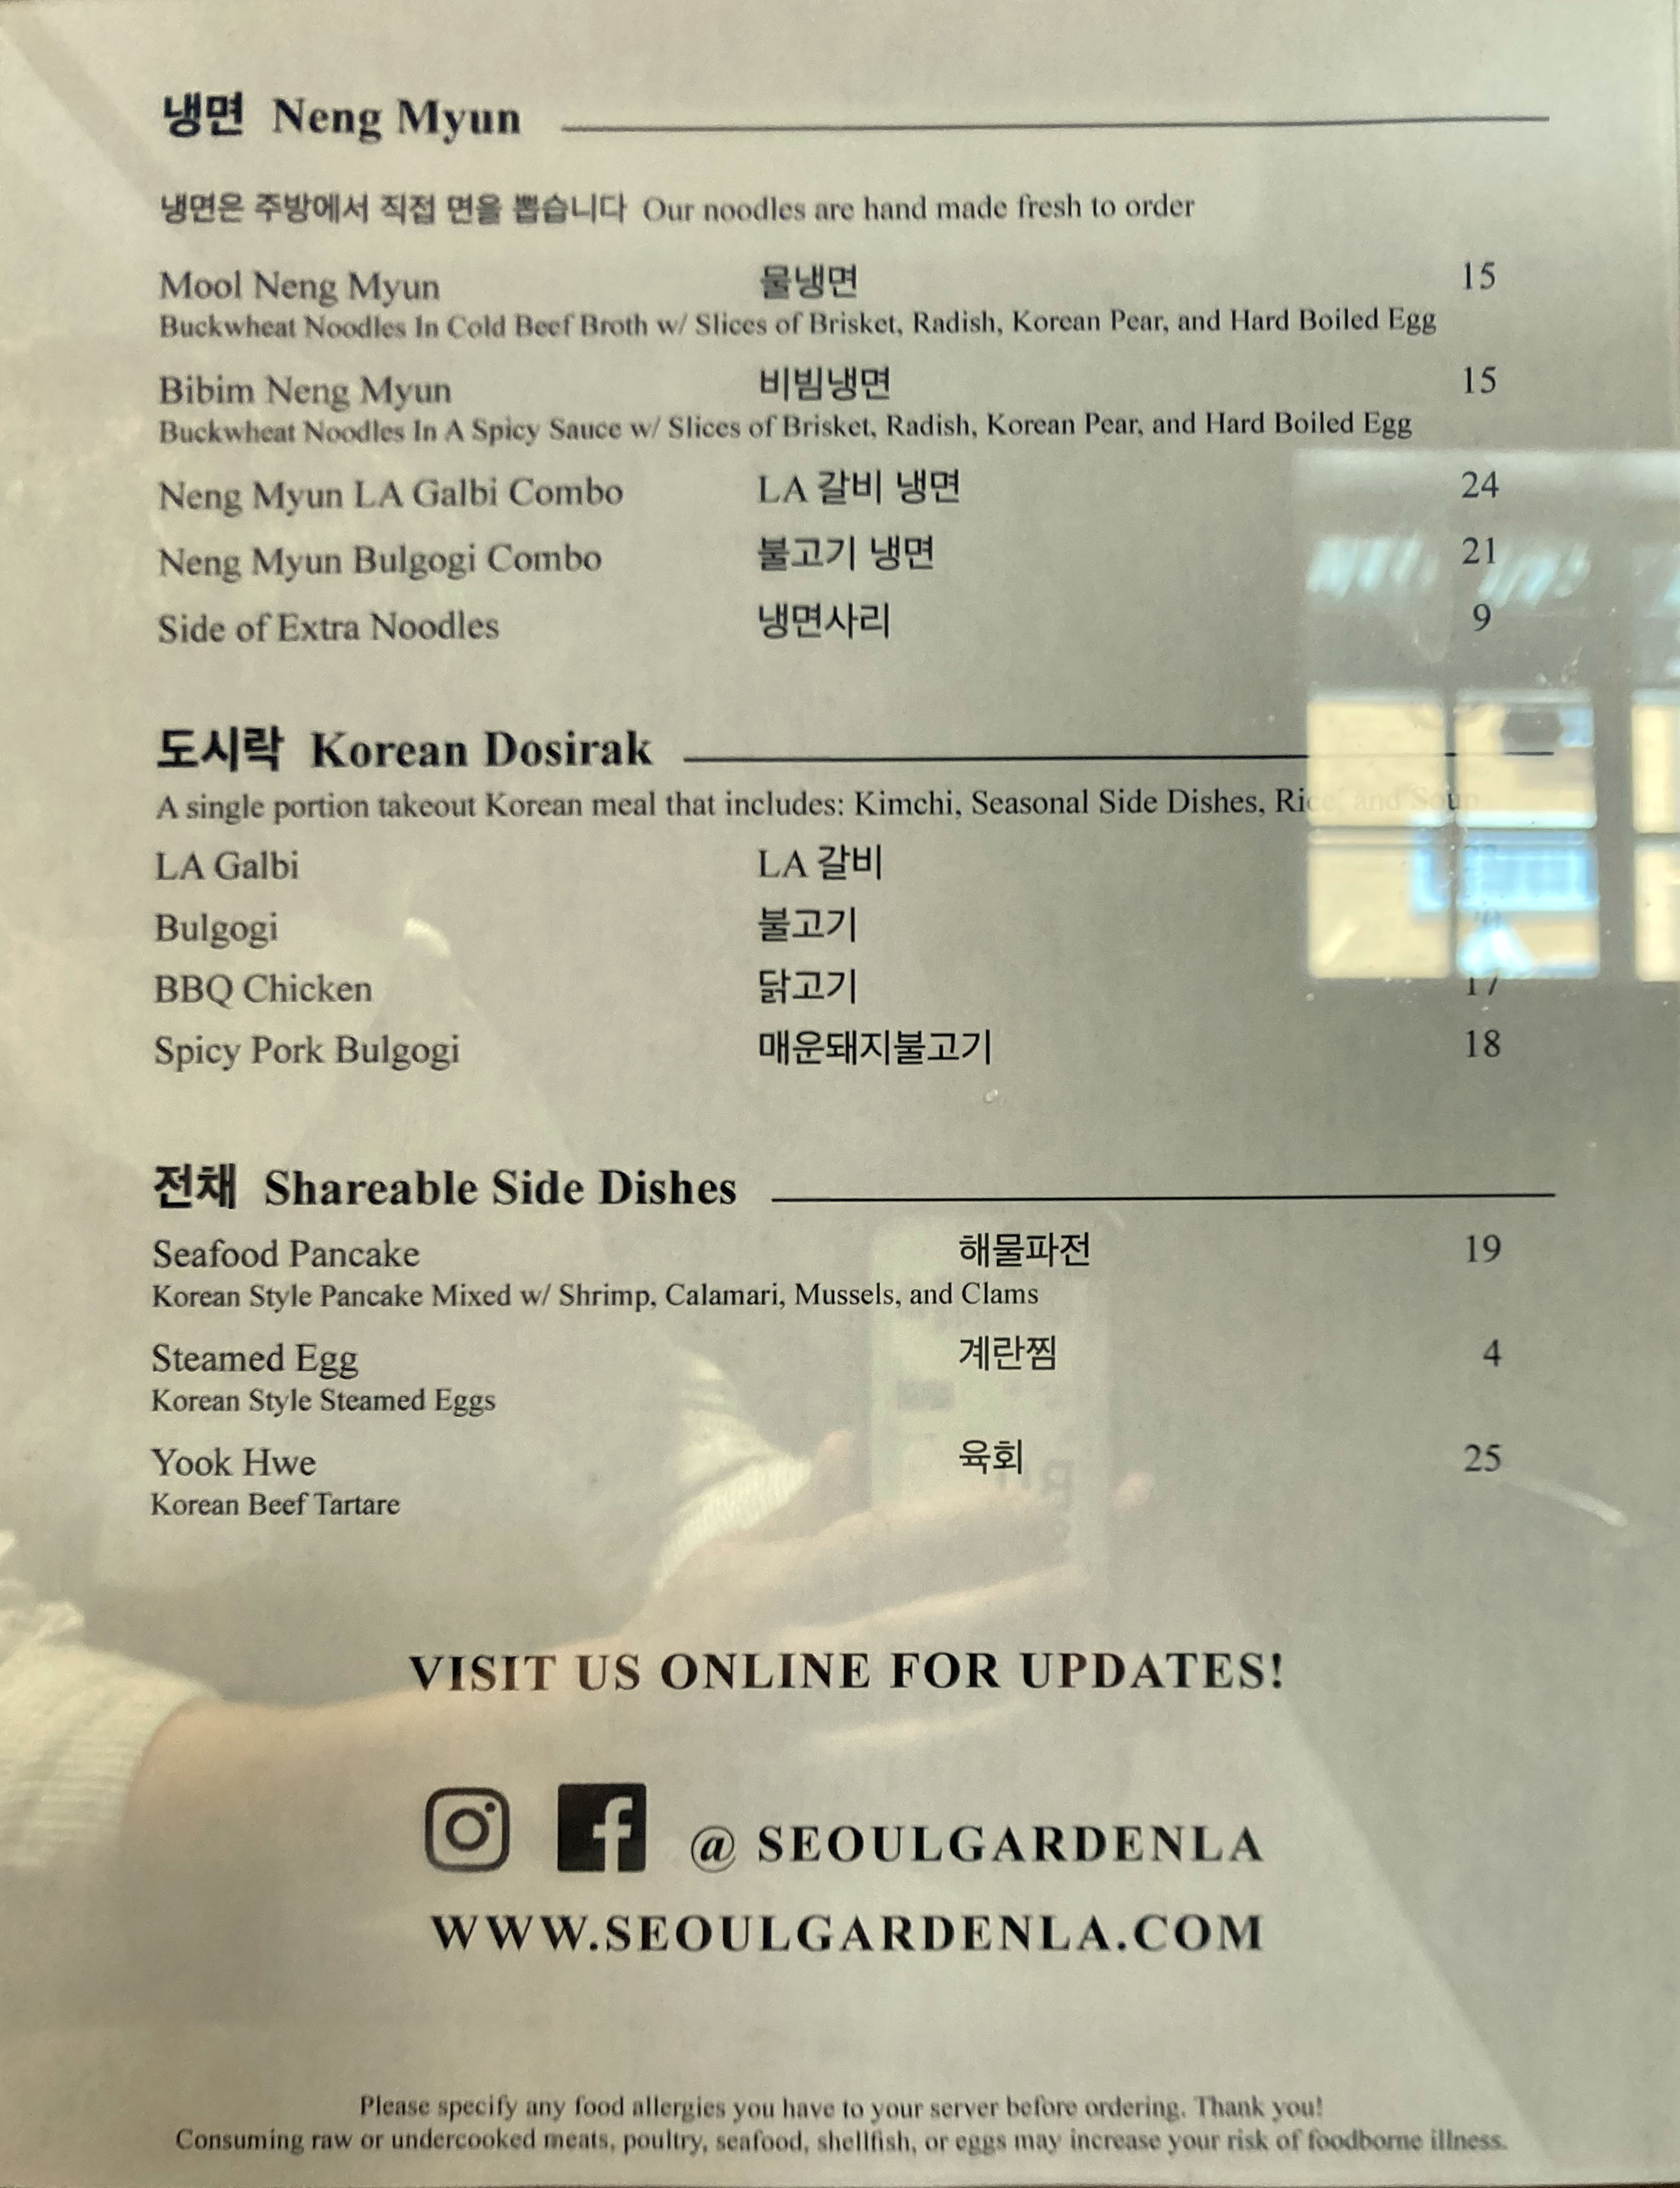 냉면 Neng Myun
냉면은 주방에서 직접 면을 뽑습니다 Our noodles are hand made fresh to order
Mool Neng Myun 물냉면 15
Buckwheat Noodles In Cold Beef Broth w/ Slices of Brisket, Radish, Korean Pear, and Hard Boiled Egg
Bibim Neng Myun 비빔냉면 15
Buckwheat Noodles In A Spicy Sauce w/ Slices of Brisket, Radish, Korean Pear, and Hard Boiled Egg
Neng Myun LA Galbi Combo LA 갈비 냉면 24
Neng Myun Bulgogi Combo 불고기 냉면 21
Side of Extra Noodles 냉면사리 9
도시락 Korean Dosirak
A single portion takeout Korean meal that includes: Kimchi, Seasonal Side Dishes, Rice, and Soup
LA Galbi LA 갈비
Bulgogi 불고기
BBQ Chicken 닭고기 17
Spicy Pork Bulgogi 매운돼지불고기 18
전채 Shareable Side Dishes
Seafood Pancake 해물파전 19
Korean Style Pancake Mixed w/ Shrimp, Calamari, Mussels, and Clams
Steamed Egg 계란찜 4
Korean Style Steamed Eggs
Yook Hwe 육회 25
Korean Beef Tartare
VISIT US ONLINE FOR UPDATES!
@ SEOULGARDENLA
WWW.SEOULGARDENLA.COM
Please specify any food allergies you have to your server before ordering. Thank you!
Consuming raw or undercooked meats, poultry, seafood, shellfish, or eggs may increase your risk of foodborne illness.